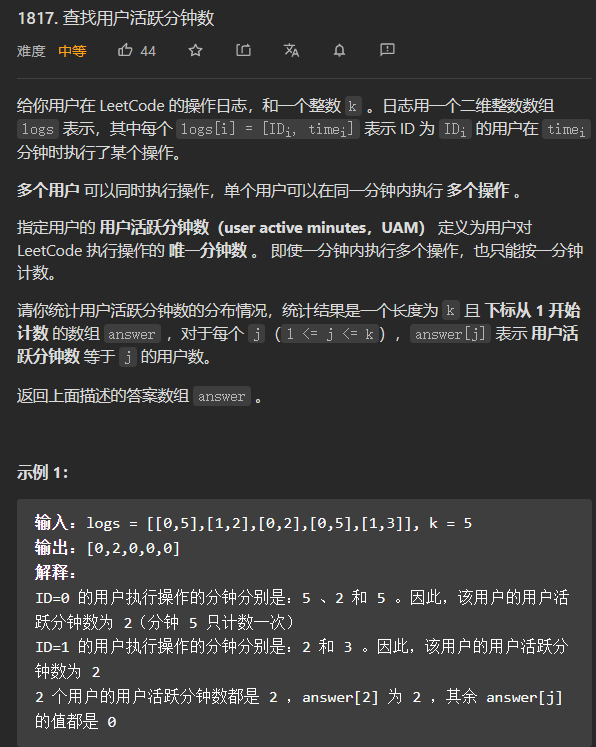 1817. 查找用户活跃分钟数
难度 中等 44
给你用户在 LeetCode 的操作日志，和一个整数 k 。日志用一个二维整数数组
logs 表示，其中每个 logs[i] = [IDi, timei] 表示 ID 为 IDi 的用户在 timei
分钟时执行了某个操作。
多个用户 可以同时执行操作，单个用户可以在同一分钟内执行 多个操作 。
指定用户的 用户活跃分钟数（user active minutes，UAM） 定义为用户对
LeetCode 执行操作的 唯一分钟数 。 即使一分钟内执行多个操作，也只能按一分钟
计数。
请你统计用户活跃分钟数的分布情况，统计结果是一个长度为 k 且 下标从 1 开始
计数 的数组 answer ，对于每个 j（1 <= j <= k），answer[j] 表示 用户活
跃分钟数 等于 j 的用户数。
返回上面描述的答案数组 answer 。
示例 1：
输入：logs = [[0,5],[1,2],[0,2],[0,5],[1,3]], k = 5
输出：[0,2,0,0,0]
解释：
ID=0 的用户执行操作的分钟分别是：5 、2 和 5 。因此，该用户的用户活
跃分钟数为 2（分钟 5 只计数一次）
ID=1 的用户执行操作的分钟分别是：2 和 3 。因此，该用户的用户活跃分
钟数为 2
2 个用户的用户活跃分钟数都是 2 ，answer[2] 为 2 ，其余 answer[j]
的值都是 0